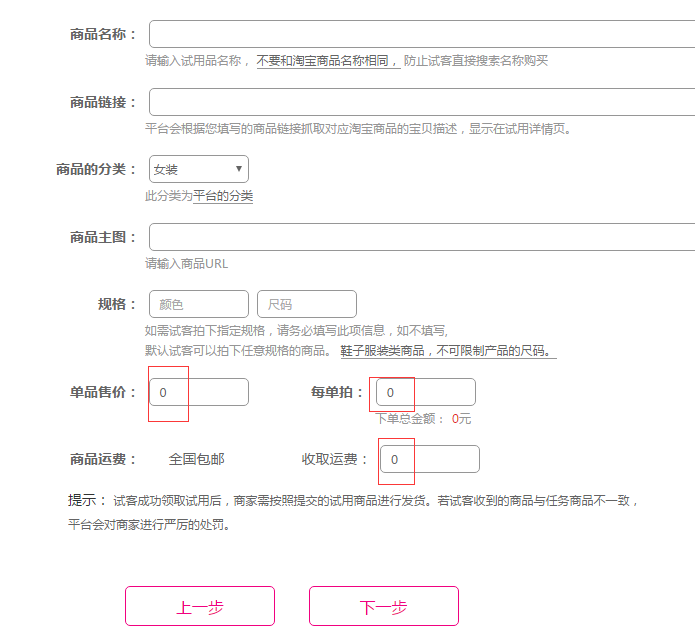 商品名称：
请输入试用品名称， 不要和淘宝商品名称相同， 防止试客直接搜索名称购买
商品链接：
平台会根据您填写的商品链接抓取对应淘宝商品的宝贝描述，显示在试用详情页。
商品的分类： 女装
此分类为平台的分类
商品主图：
请输入商品URL
规格： 颜色 尺码
如需试客拍下指定规格，请务必填写此项信息，如不填写,
默认试客可以拍下任意规格的商品。 鞋子服装类商品，不可限制产品的尺码。
单品售价： 0 每单拍： 0
下单总金额： 0元
商品运费： 全国包邮 收取运费： 0
提示： 试客成功领取试用后，商家需按照提交的试用商品进行发货。若试客收到的商品与任务商品不一致，
平台会对商家进行严厉的处罚。
上一步 下一步